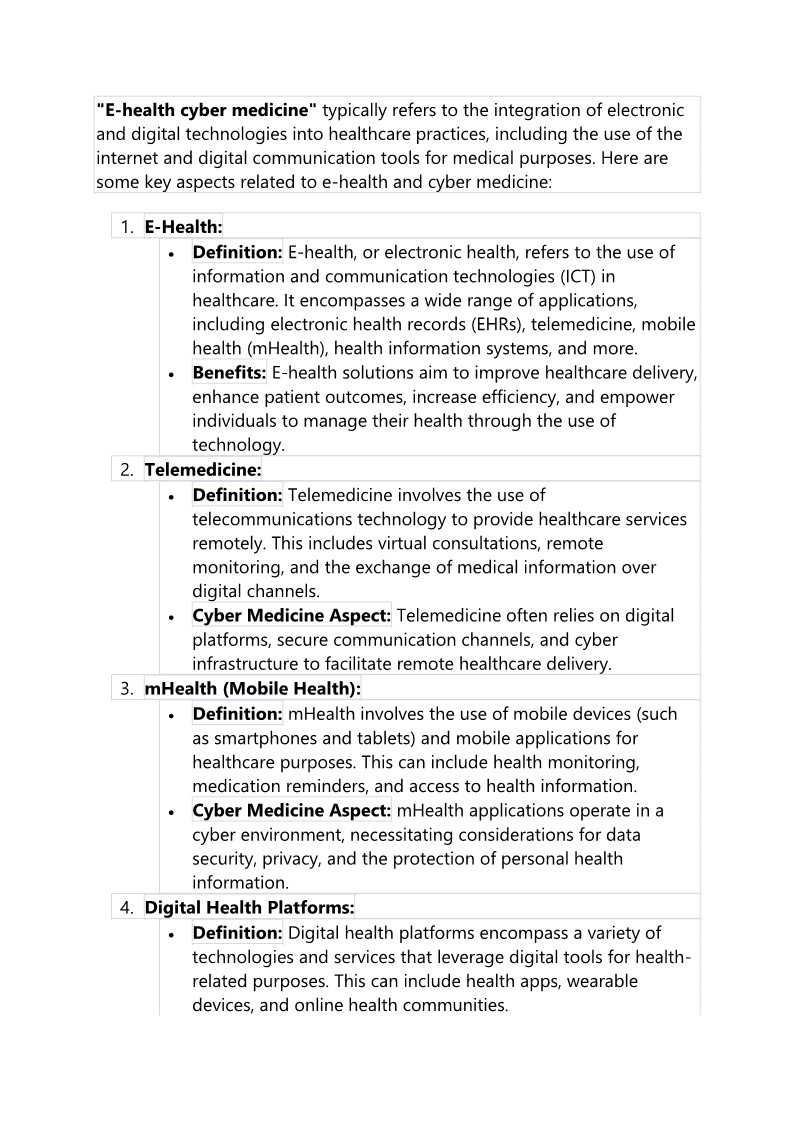 "E-health cyber medicine" typically refers to the integration of electronic
and digital technologies into healthcare practices, including the use of the
internet and digital communication tools for medical purposes. Here are
some key aspects related to e-health and cyber medicine:
1. E-Health:
• Definition: E-health, or electronic health, refers to the use of
information and communication technologies (ICT) in
healthcare. It encompasses a wide range of applications,
including electronic health records (EHRs), telemedicine, mobile
health (mHealth), health information systems, and more.
• Benefits: E-health solutions aim to improve healthcare delivery,
enhance patient outcomes, increase efficiency, and empower
individuals to manage their health through the use of
technology.
2. Telemedicine:
• Definition: Telemedicine involves the use of
telecommunications technology to provide healthcare services
remotely. This includes virtual consultations, remote
monitoring, and the exchange of medical information over
digital channels.
• Cyber Medicine Aspect: Telemedicine often relies on digital
platforms, secure communication channels, and cyber
infrastructure to facilitate remote healthcare delivery.
3. mHealth (Mobile Health):
• Definition: mHealth involves the use of mobile devices (such
as smartphones and tablets) and mobile applications for
healthcare purposes. This can include health monitoring,
medication reminders, and access to health information.
• Cyber Medicine Aspect: mHealth applications operate in a
cyber environment, necessitating considerations for data
security, privacy, and the protection of personal health
information.
4. Digital Health Platforms:
• Definition: Digital health platforms encompass a variety of
technologies and services that leverage digital tools for health-
related purposes. This can include health apps, wearable
devices, and online health communities.